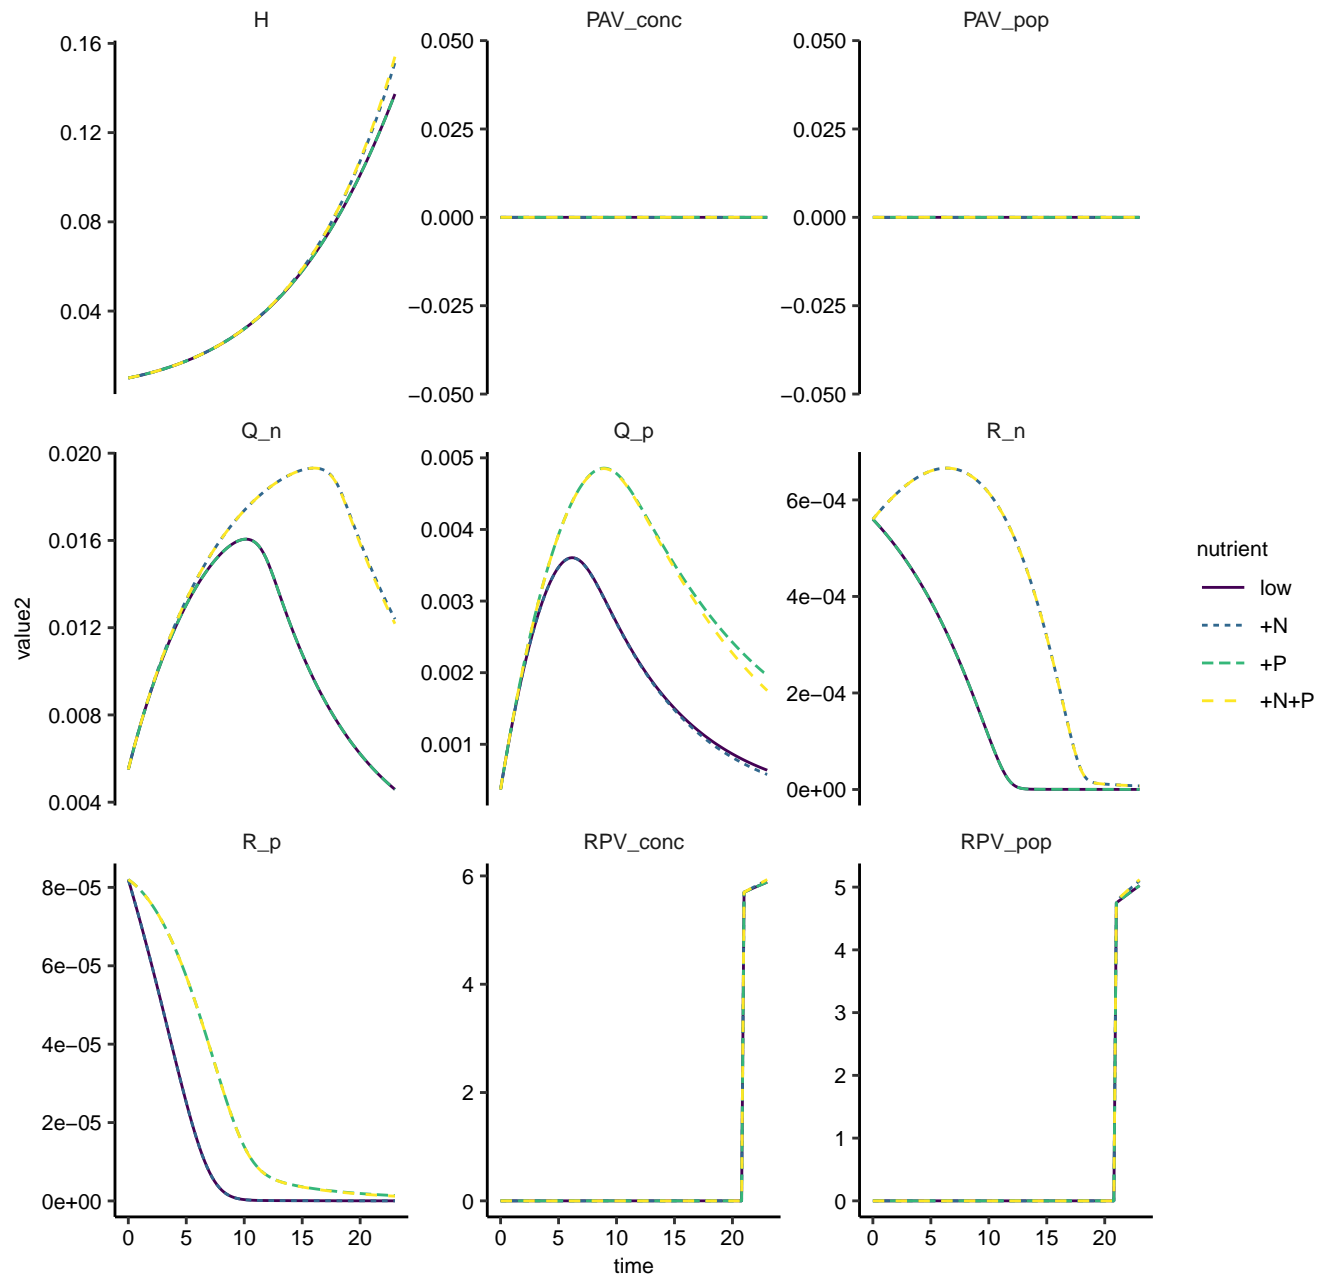 H
PAV_conc
PAV_pop
0.16
0.12
0.08
0.04
0.050
0.025
0.000
−0.025
−0.050
0.050
0.025
0.000
−0.025
−0.050
Q_n
Q_p
R_n
0.020
0.016
0.012
0.008
0.004
0.005
0.004
0.003
0.002
0.001
6e−04
4e−04
2e−04
0e+00
value2
nutrient
low
+N
+P
+N+P
R_p
RPV_conc
RPV_pop
8e−05
6e−05
4e−05
2e−05
0e+00
6
4
2
0
5
4
3
2
1
0
0 5 10 15 20
0 5 10 15 20
0 5 10 15 20
time